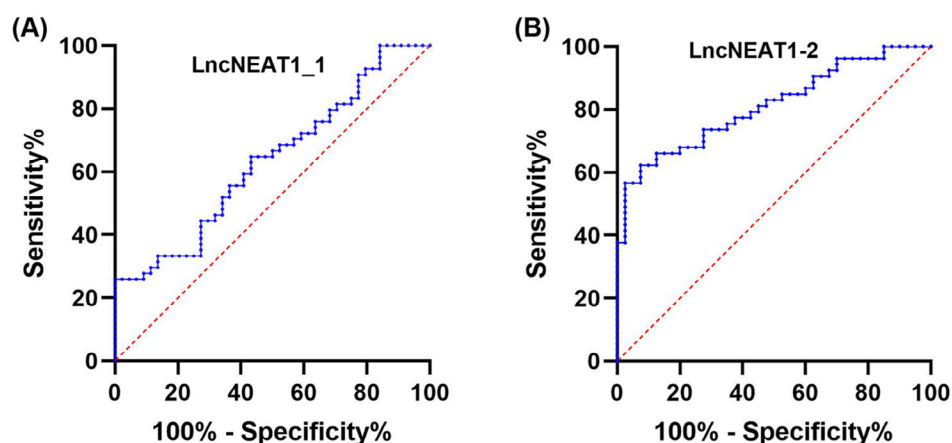 (A)
LncNEAT1_1
Sensitivity%
100
80
60
40
20
0
0 20 40 60 80 100
100% - Specificity%
(B)
LncNEAT1-2
Sensitivity%
100
80
60
40
20
0
0 20 40 60 80 100
100% - Specificity%